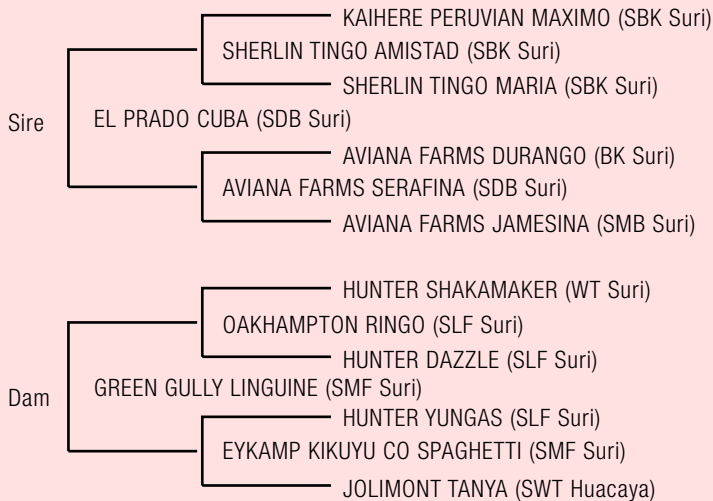 KAIHERE PERUVIAN MAXIMO (SBK Suri)
SHERLIN TINGO AMISTAD (SBK Suri)
SHERLIN TINGO MARIA (SBK Suri)
Sire
EL PRADO CUBA (SDB Suri)
AVIANA FARMS DURANGO (BK Suri)
AVIANA FARMS SERAFINA (SDB Suri)
AVIANA FARMS JAMESINA (SMB Suri)
HUNTER SHAKAMAKER (WT Suri)
OAKHAMPTON RINGO (SLF Suri)
HUNTER DAZZLE (SLF Suri)
Dam
GREEN GULLY LINGUINE (SMF Suri)
HUNTER YUNGAS (SLF Suri)
EYKAMP KIKUYU CO SPAGHETTI (SMF Suri)
JOLIMONT TANYA (SWT Huacaya)